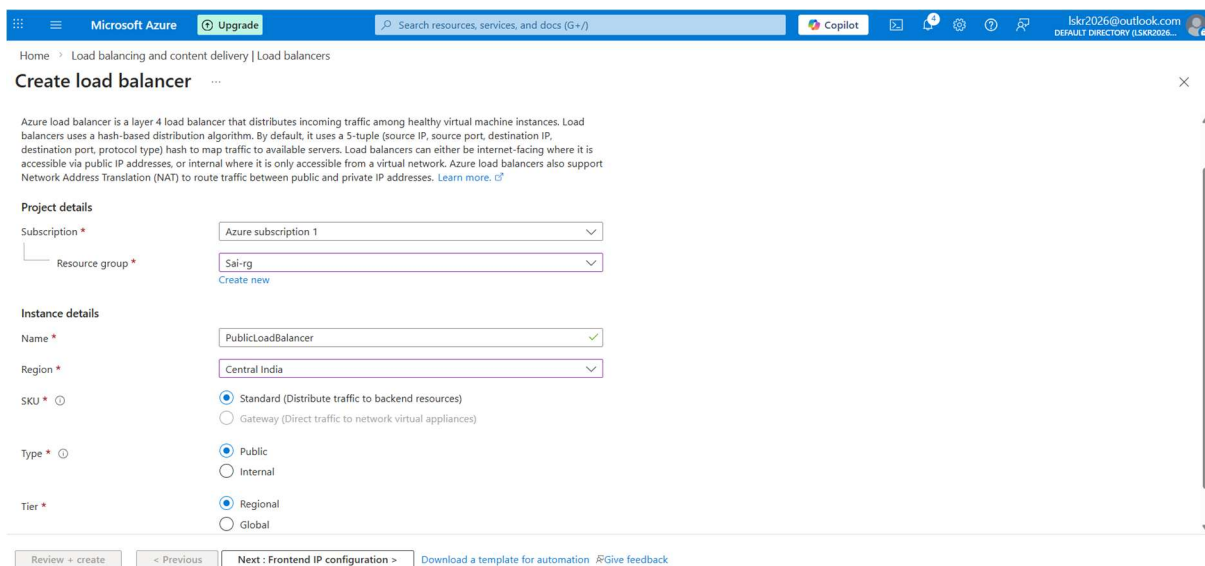 Microsoft Azure Upgrade Search resources, services, and docs (G+/) Copilot 4 lskr2026@outlook.com
DEFAULT DIRECTORY (LSKR2026...
Home > Load balancing and content delivery | Load balancers
Create load balancer ...
Azure load balancer is a layer 4 load balancer that distributes incoming traffic among healthy virtual machine instances. Load
balancers uses a hash-based distribution algorithm. By default, it uses a 5-tuple (source IP, source port, destination IP,
destination port, protocol type) hash to map traffic to available servers. Load balancers can either be internet-facing where it is
accessible via public IP addresses, or internal where it is only accessible from a virtual network. Azure load balancers also support
Network Address Translation (NAT) to route traffic between public and private IP addresses. Learn more.
Project details
Subscription * Azure subscription 1
Resource group * Sai-rg
Create new
Instance details
Name * PublicLoadBalancer
Region * Central India
SKU * Standard (Distribute traffic to backend resources)
Gateway (Direct traffic to network virtual appliances)
Type * Public
Internal
Tier * Regional
Global
Review + create < Previous Next : Frontend IP configuration > Download a template for automation Give feedback